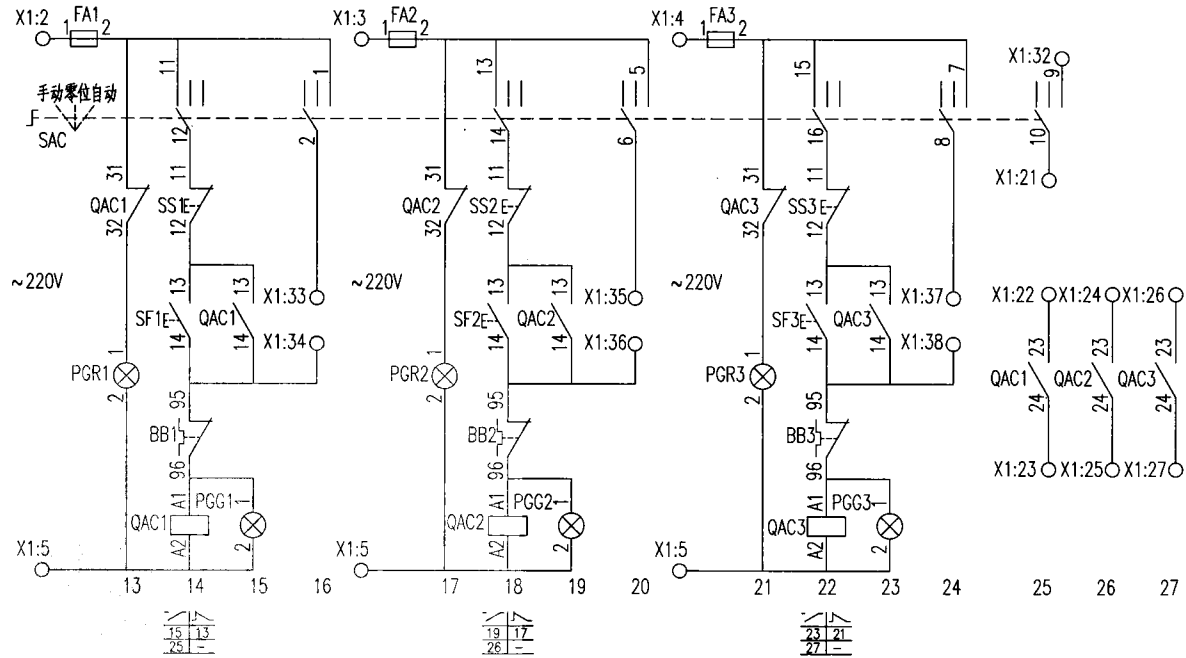 X1:2 1 FA1 2 X1:3 1 FA2 2 X1:4 1 FA3 2
11 1 13 5 15 7 9 X1:32
手动零位自动
SAC 12 2 14 6 16 8 10
X1:21
31 11 31 11 31 11
QAC1 SS1E QAC2 SS2E QAC3 SS3E
32 12 32 12 32 12
~220V 13 13 X1:33 ~220V 13 13 X1:35 ~220V 13 13 X1:37 X1:22 X1:24 X1:26
SF1E QAC1 SF2E QAC2 SF3E QAC3
14 14 X1:34 14 14 X1:36 14 14 X1:38 23 23 23
PGR1 1 2 PGR2 1 2 PGR3 1 2 QAC1 QAC2 QAC3
95 95 95 24 24 24
BB1 BB2 BB3
96 96 96 X1:23 X1:25 X1:27
A1 PGG1 1 A1 PGG2 1 A1 PGG3 1
QAC1 QAC2 QAC3
A2 2 A2 2 A2 2
X1:5 X1:5 X1:5
13 14 15 16 17 18 19 20 21 22 23 24 25 26 27
15 13 19 17 23 21
25 - 26 - 27 -